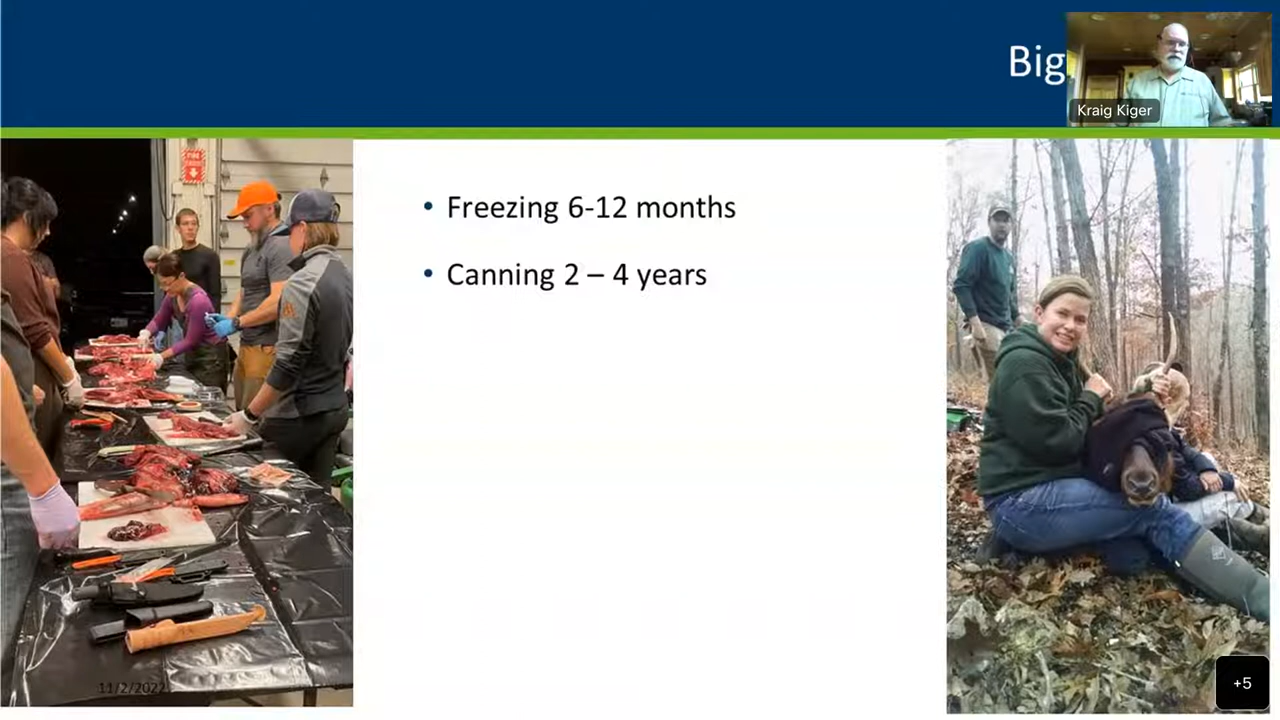 Big
Kraig Kiger
• Freezing 6-12 months
• Canning 2 – 4 years
11/2/2022
+5